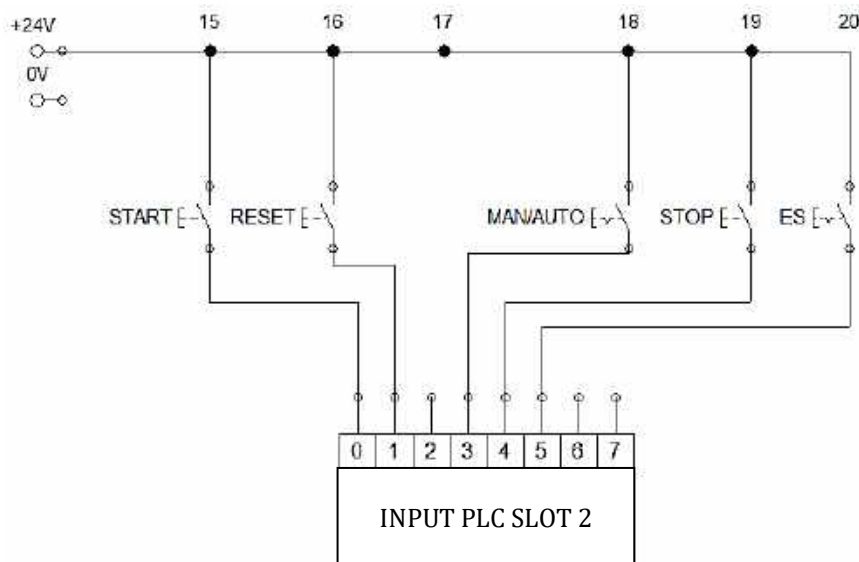 +24V 15 16 17 18 19 20
0V
START RESET MAN/AUTO STOP ES
0 1 2 3 4 5 6 7
INPUT PLC SLOT 2